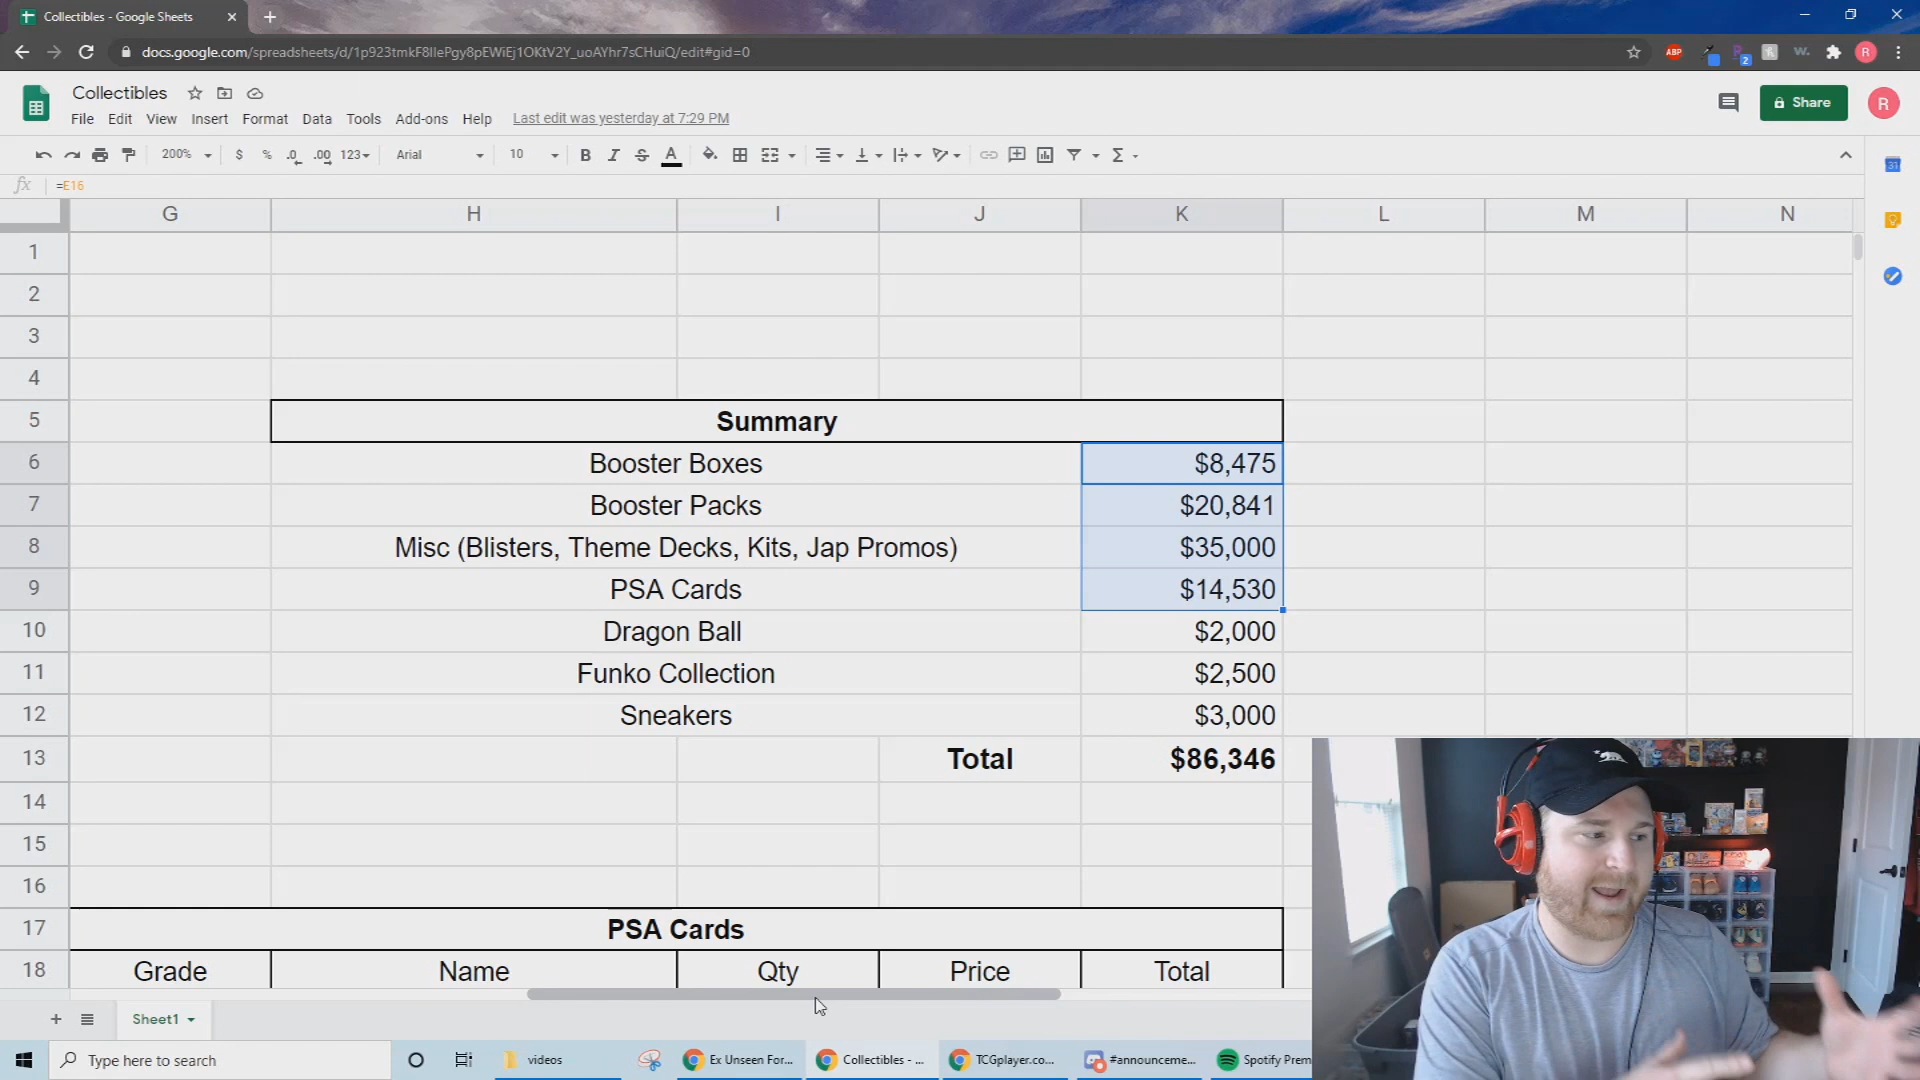 Collectibles - Google Sheets
docs.google.com/spreadsheets/d/1p923tmkF8IlePgy8pEWiEj1OKtV2Y_uoAYhr7sCHuiQ/edit#gid=0
ABP
2
R
Collectibles
File Edit View Insert Format Data Tools Add-ons Help Last edit was yesterday at 7:29 PM
Share
R
200% $ % .0 .00 123 Arial 10 B I S A
fx =E16
31
G H I J K L M N
1
2
3
4
5 Summary
6 Booster Boxes $8,475
7 Booster Packs $20,841
8 Misc (Blisters, Theme Decks, Kits, Jap Promos) $35,000
9 PSA Cards $14,530
10 Dragon Ball $2,000
11 Funko Collection $2,500
12 Sneakers $3,000
13 Total $86,346
14
15
16
17 PSA Cards
18 Grade Name Qty Price Total
Sheet1
Type here to search
videos
Ex Unseen For...
Collectibles - ...
TCGplayer.co...
#announceme...
Spotify Prem